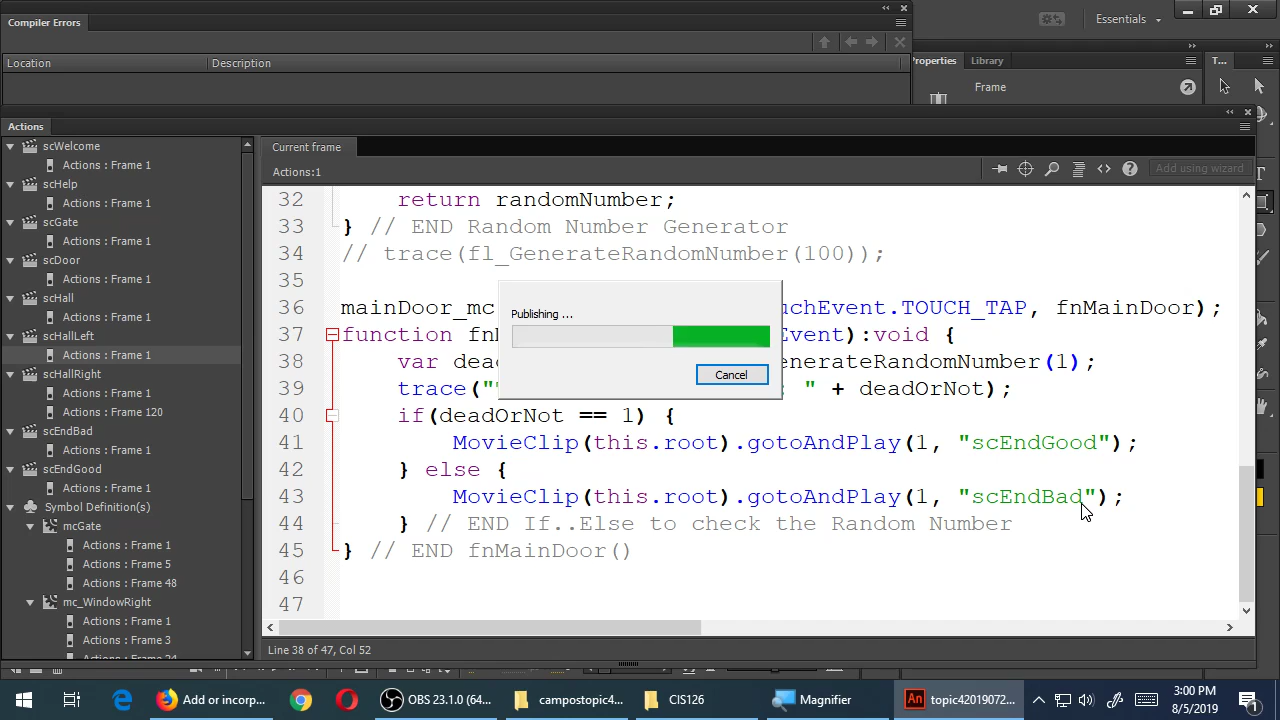 Compiler Errors
Essentials
Location Description
Properties Library T...
Frame
Actions
scWelcome
Actions : Frame 1
scHelp
Actions : Frame 1
scGate
Actions : Frame 1
scDoor
Actions : Frame 1
scHall
Actions : Frame 1
scHallLeft
Actions : Frame 1
scHallRight
Actions : Frame 1
Actions : Frame 120
scEndBad
Actions : Frame 1
scEndGood
Actions : Frame 1
Symbol Definition(s)
mcGate
Actions : Frame 1
Actions : Frame 5
Actions : Frame 48
mc_WindowRight
Actions : Frame 1
Actions : Frame 3
Actions : Frame 24
Current frame
Actions:1
Add using wizard
32 return randomNumber;
33 } // END Random Number Generator
34 // trace(fl_GenerateRandomNumber(100));
35
36 mainDoor_mc uchEvent.TOUCH_TAP, fnMainDoor);
37 function fn Event):void {
38 var dead enerateRandomNumber(1);
39 trace(" : " + deadOrNot);
40 if(deadOrNot == 1) {
41 MovieClip(this.root).gotoAndPlay(1, "scEndGood");
42 } else {
43 MovieClip(this.root).gotoAndPlay(1, "scEndBad");
44 } // END If..Else to check the Random Number
45 } // END fnMainDoor()
46
47
Publishing ...
Cancel
Line 38 of 47, Col 52
Add or incorp...
OBS 23.1.0 (64...
campostopic4...
CIS126
Magnifier
An topic42019072...
3:00 PM
8/5/2019
1